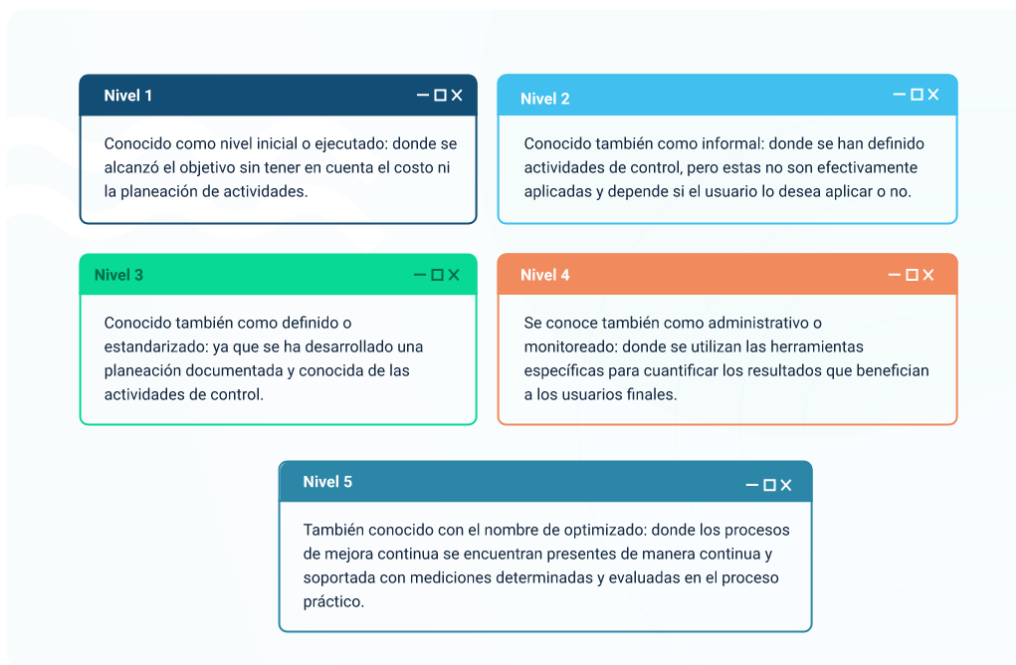 Nivel 1
Conocido como nivel inicial o ejecutado: donde se
alcanzó el objetivo sin tener en cuenta el costo ni
la planeación de actividades.
Nivel 2
Conocido también como informal: donde se han definido
actividades de control, pero estas no son efectivamente
aplicadas y depende si el usuario lo desea aplicar o no.
Nivel 3
Conocido también como definido o
estandarizado: ya que se ha desarrollado una
planeación documentada y conocida de las
actividades de control.
Nivel 4
Se conoce también como administrativo o
monitoreado: donde se utilizan las herramientas
específicas para cuantificar los resultados que benefician
a los usuarios finales.
Nivel 5
También conocido con el nombre de optimizado: donde los procesos
de mejora continua se encuentran presentes de manera continua y
soportada con mediciones determinadas y evaluadas en el proceso
práctico.